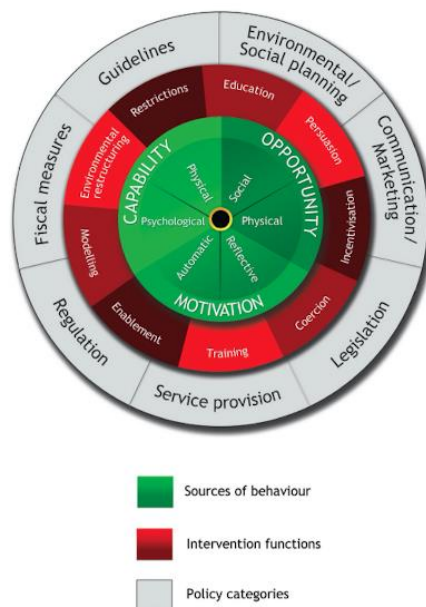 Environmental/
Social planning
Communication/
Marketing
Legislation
Service provision
Regulation
Fiscal measures
Guidelines
Education
Persuasion
Incentivisation
Coercion
Training
Enablement
Modelling
Environmental
restructuring
Restrictions
CAPABILITY
OPPORTUNITY
MOTIVATION
Physical
Social
Physical
Reflective
Automatic
Psychological
Sources of behaviour
Intervention functions
Policy categories